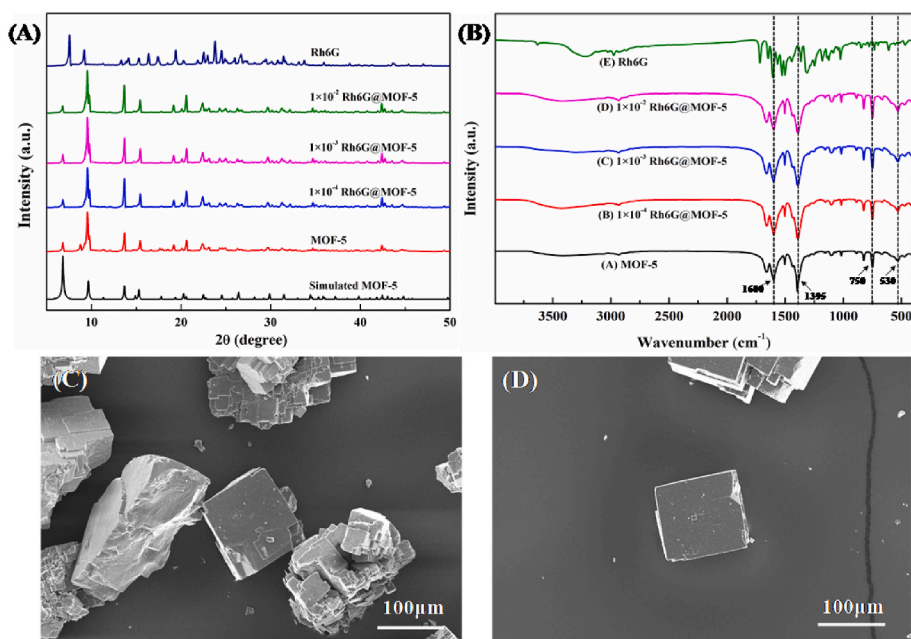 (A)
Rh6G
1×10⁻² Rh6G@MOF-5
1×10⁻³ Rh6G@MOF-5
1×10⁻⁴ Rh6G@MOF-5
MOF-5
Simulated MOF-5
Intensity (a.u.)
10 20 30 40 50
2θ (degree)
(B)
(E) Rh6G
(D) 1×10⁻² Rh6G@MOF-5
(C) 1×10⁻³ Rh6G@MOF-5
(B) 1×10⁻⁴ Rh6G@MOF-5
(A) MOF-5
1600 1395 750 530
Intensity (a.u.)
4000 3500 3000 2500 2000 1500 1000 500
Wavenumber (cm⁻¹)
(C)
100μm
(D)
100μm